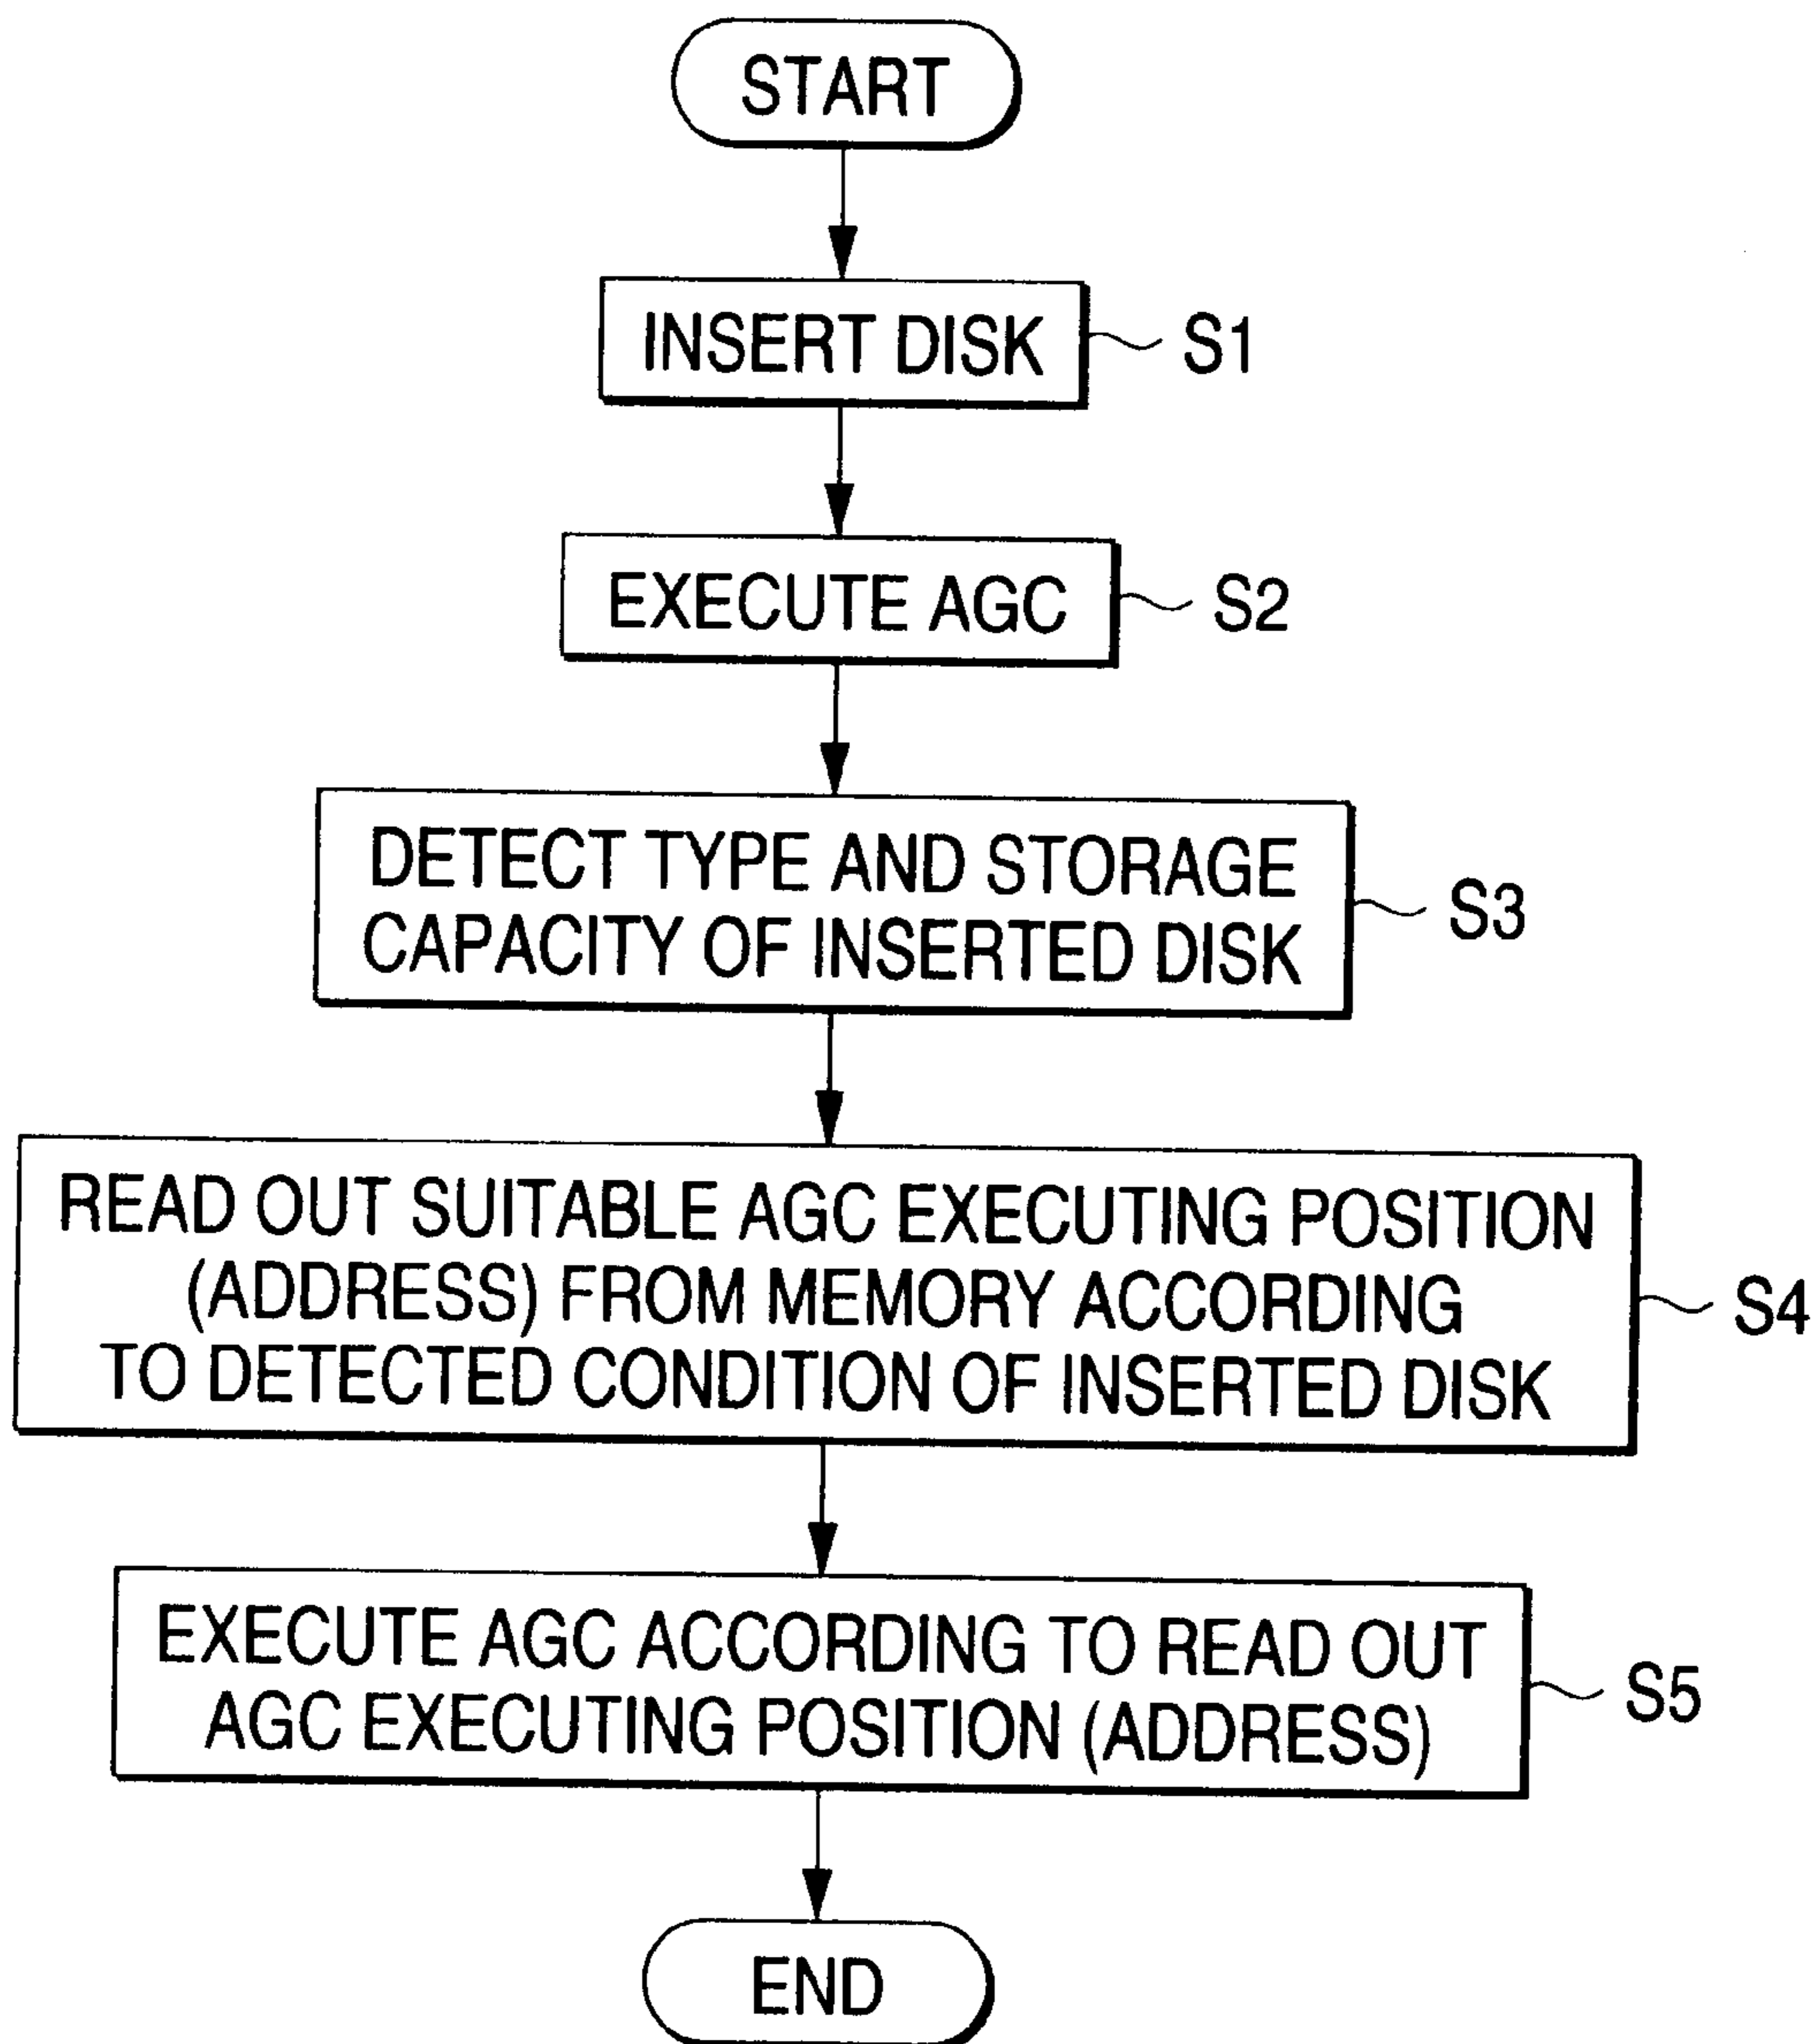 START
INSERT DISK
S1
EXECUTE AGC
S2
DETECT TYPE AND STORAGE
CAPACITY OF INSERTED DISK
S3
READ OUT SUITABLE AGC EXECUTING POSITION
(ADDRESS) FROM MEMORY ACCORDING
TO DETECTED CONDITION OF INSERTED DISK
S4
EXECUTE AGC ACCORDING TO READ OUT
AGC EXECUTING POSITION (ADDRESS)
S5
END